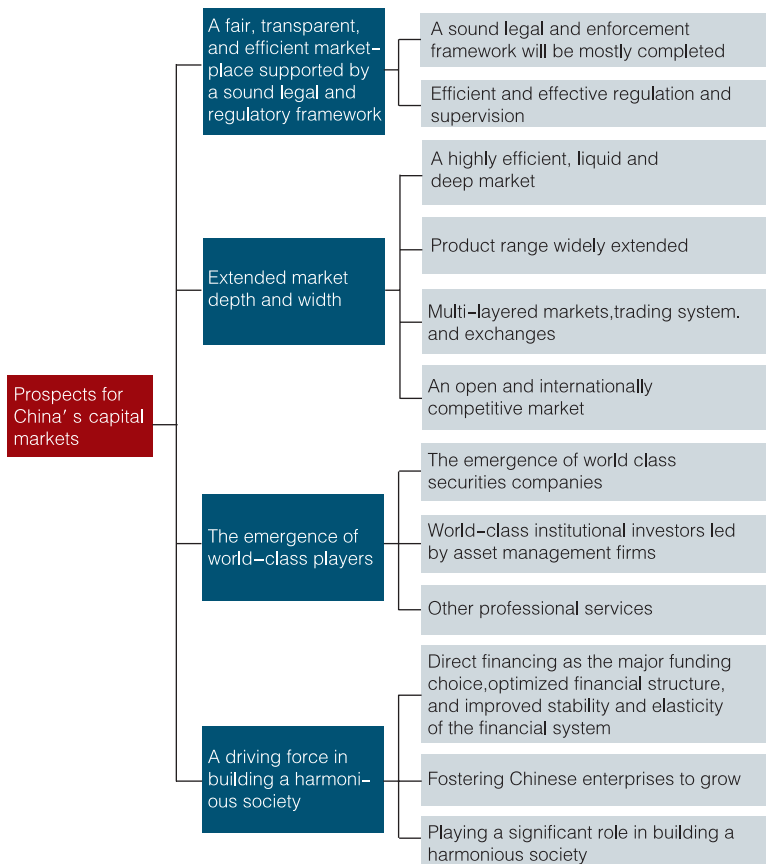 Prospects for
China' s capital
markets
A fair, transparent,
and efficient market-
place supported by
a sound legal and
regulatory framework
A sound legal and enforcement
framework will be mostly completed
Efficient and effective regulation and
supervision
Extended market
depth and width
A highly efficient, liquid and
deep market
Product range widely extended
Multi-layered markets,trading system.
and exchanges
An open and internationally
competitive market
The emergence of
world-class players
The emergence of world class
securities companies
World-class institutional investors led
by asset management firms
Other professional services
A driving force in
building a harmoni-
ous society
Direct financing as the major funding
choice,optimized financial structure,
and improved stability and elasticity
of the financial system
Fostering Chinese enterprises to grow
Playing a significant role in building a
harmonious society